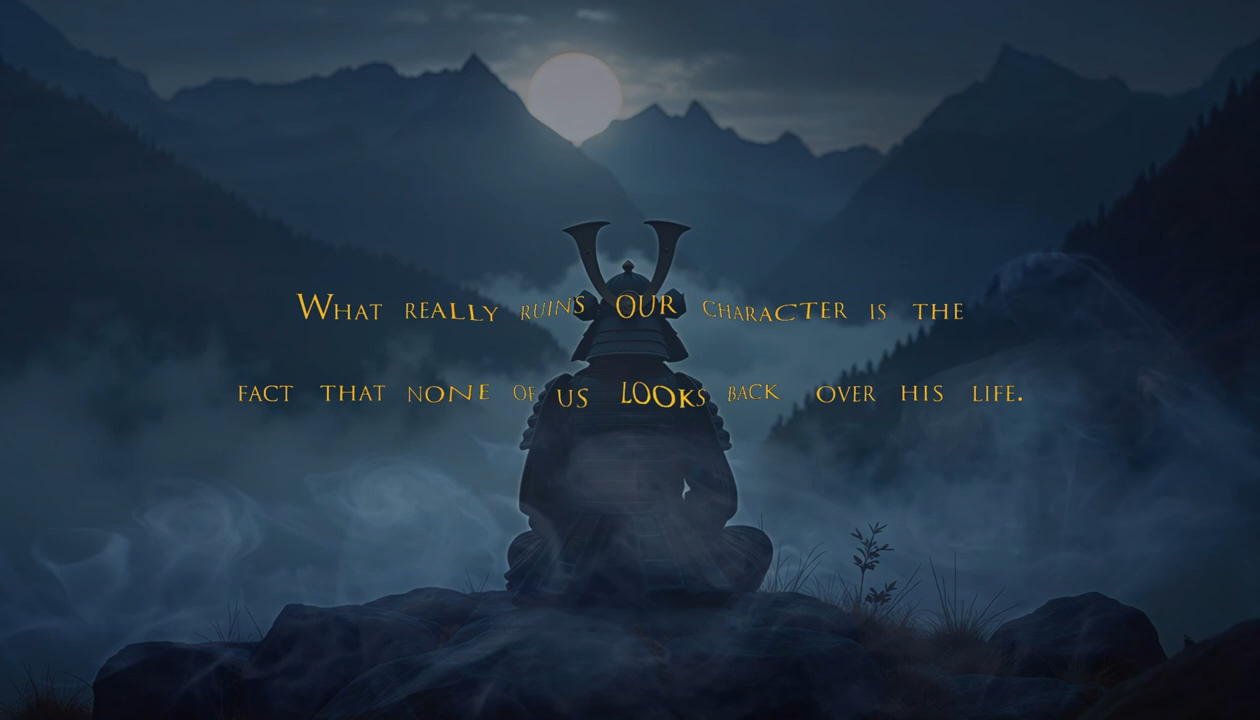 What really ruins our character is the
fact that none of us looks back over his life.